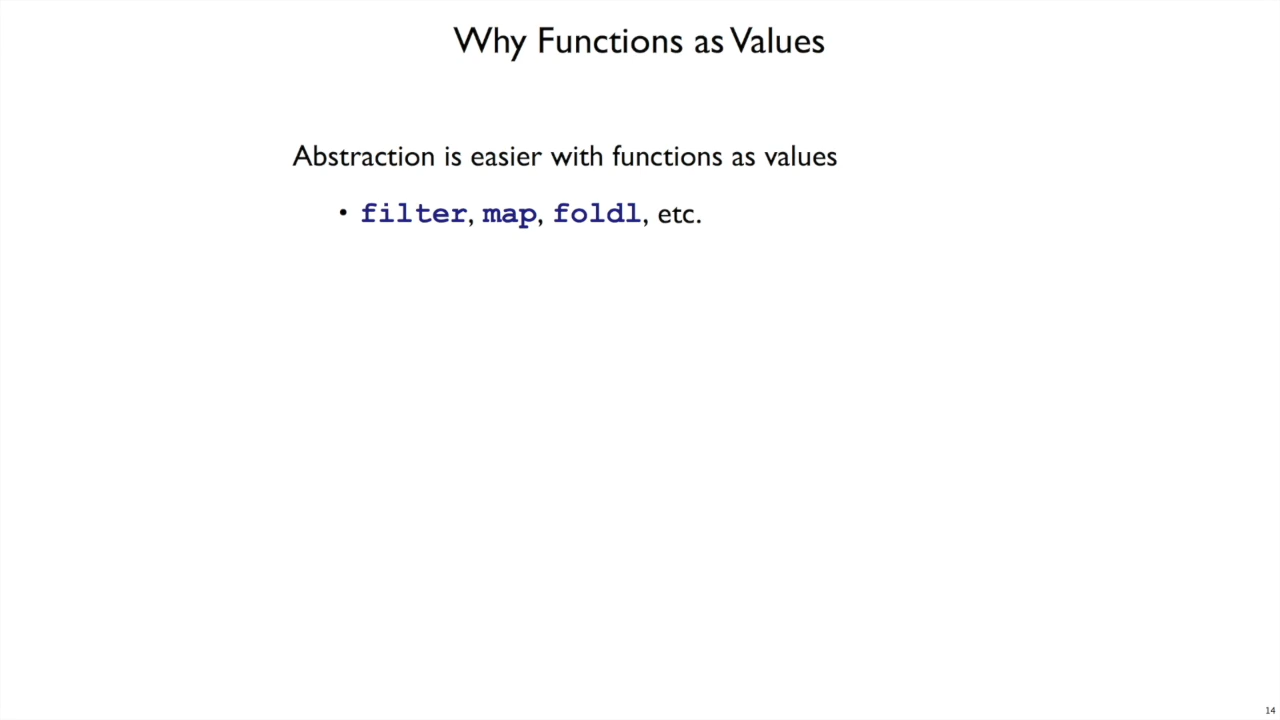 Why Functions as Values
Abstraction is easier with functions as values
• filter, map, foldl, etc.
14